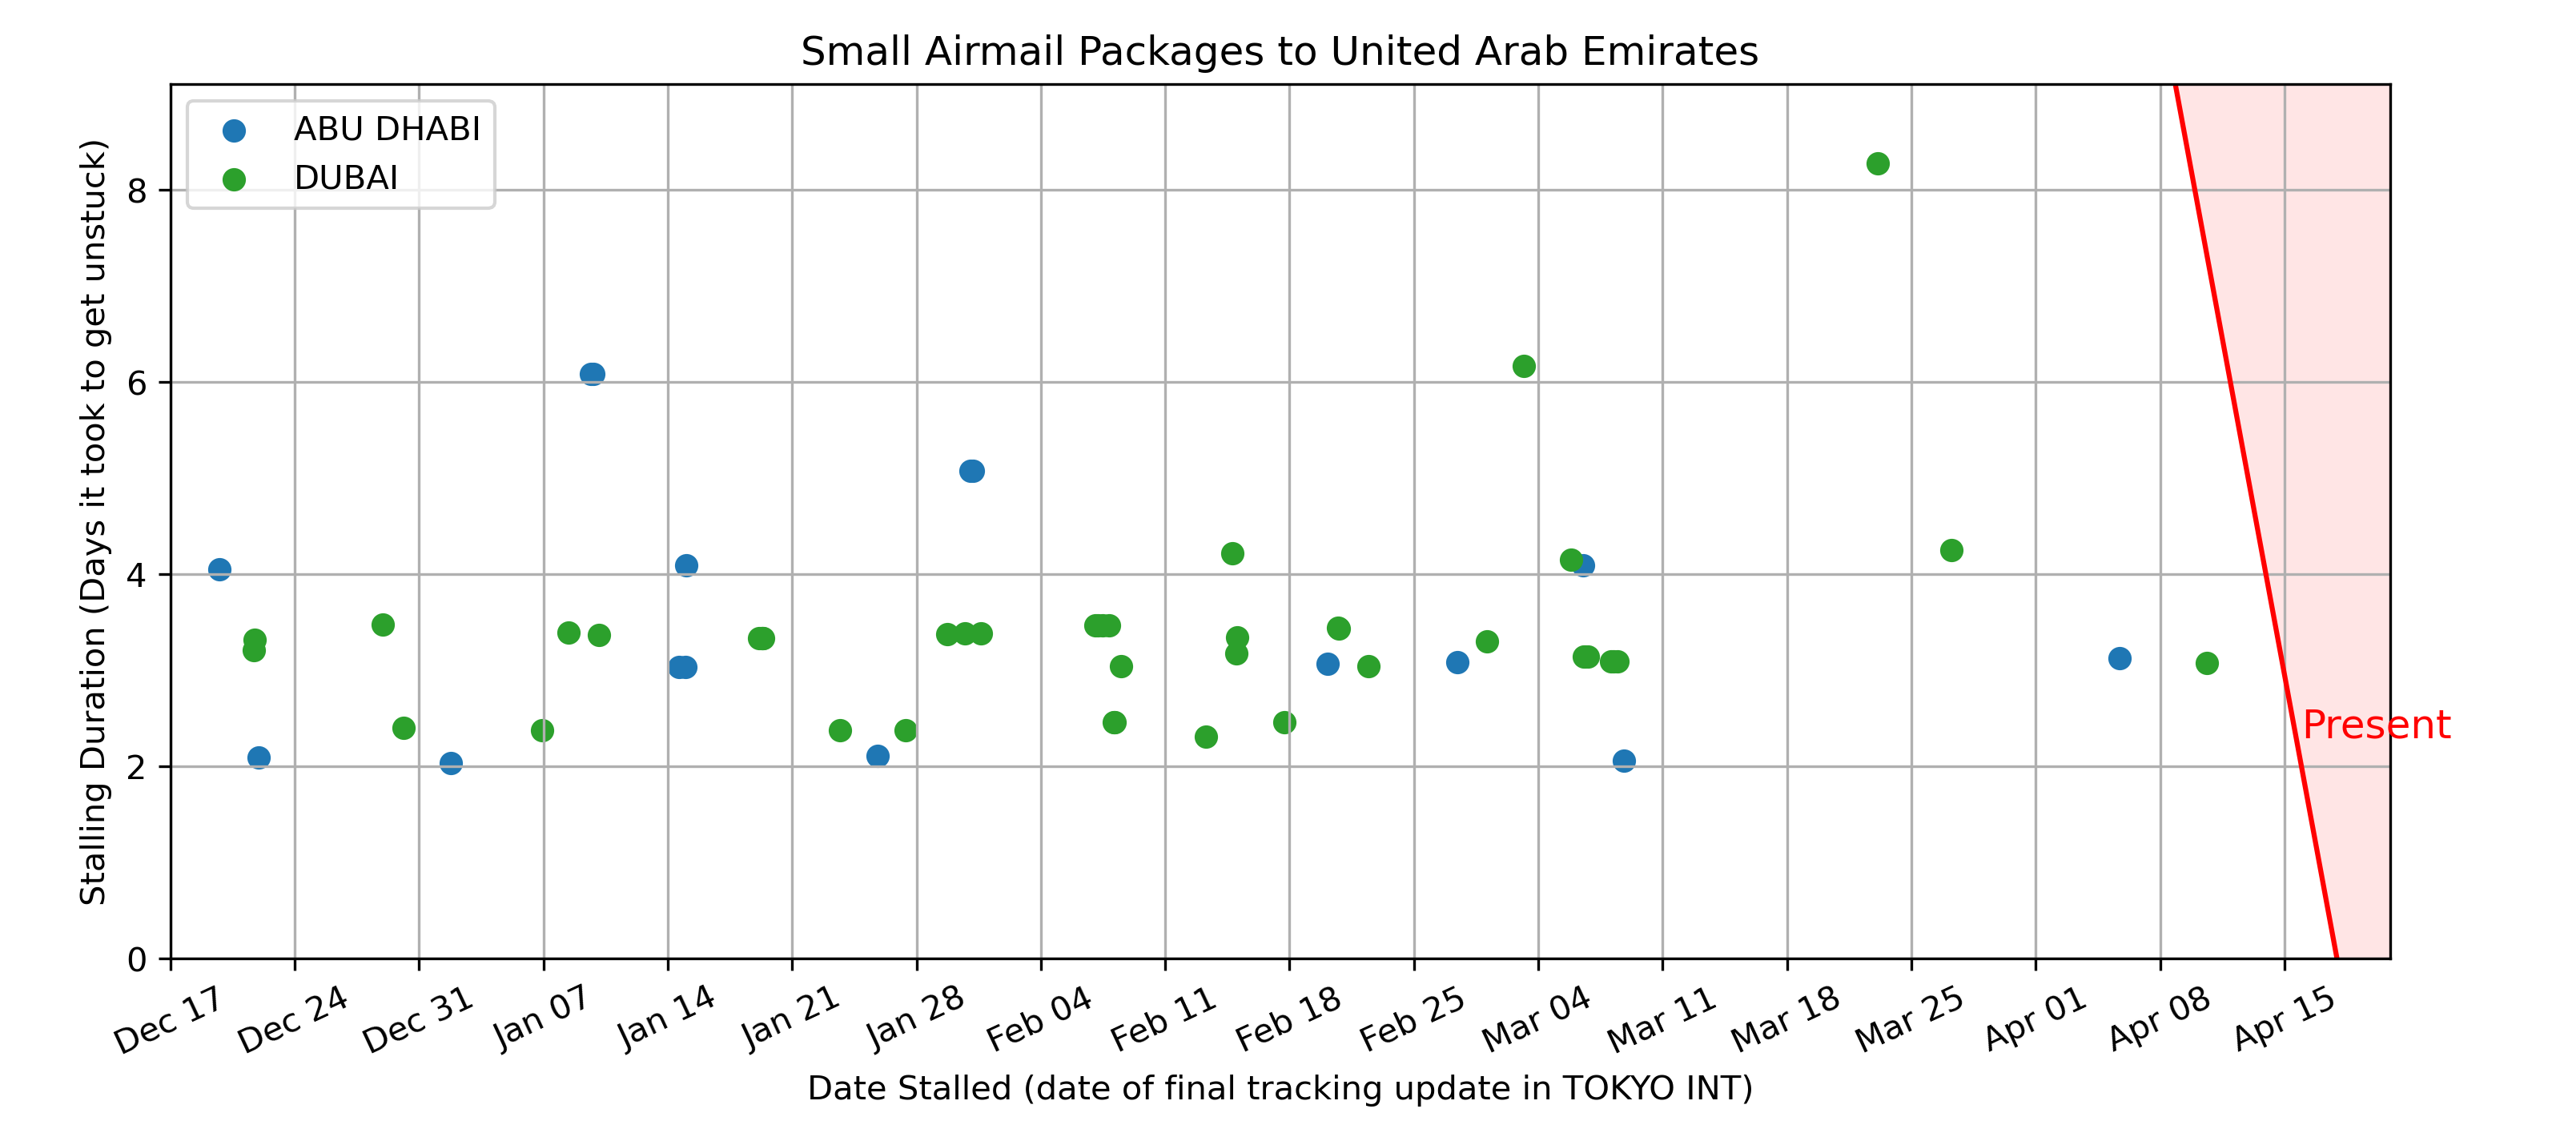 Small Airmail Packages to United Arab Emirates
ABU DHABI
DUBAI
Stalling Duration (Days it took to get unstuck)
8
6
4
2
0
Present
Dec 17
Dec 24
Dec 31
Jan 07
Jan 14
Jan 21
Jan 28
Feb 04
Feb 11
Feb 18
Feb 25
Mar 04
Mar 11
Mar 18
Mar 25
Apr 01
Apr 08
Apr 15
Date Stalled (date of final tracking update in TOKYO INT)